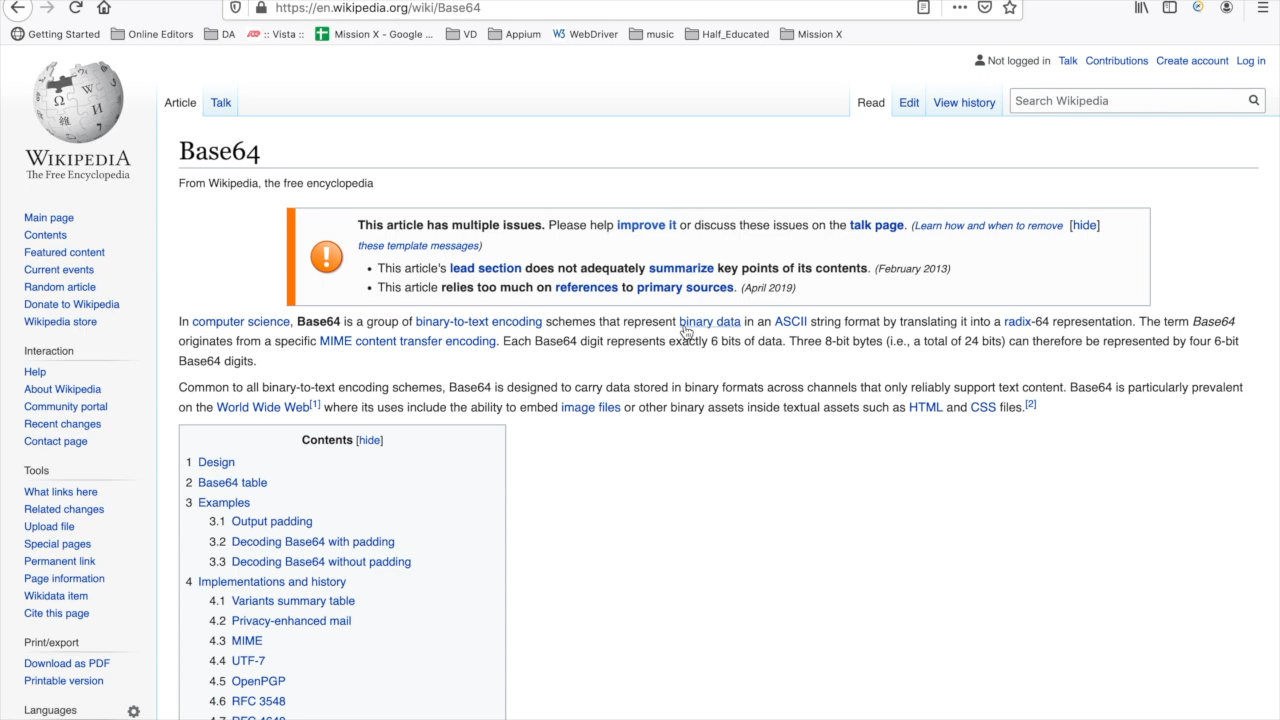 https://en.wikipedia.org/wiki/Base64
Getting Started Online Editors DA :: Vista :: Mission X - Google ... VD Appium W3 WebDriver music Half_Educated Mission X
Not logged in Talk Contributions Create account Log in
Article Talk Read Edit View history Search Wikipedia
WIKIPEDIA
The Free Encyclopedia
Base64
From Wikipedia, the free encyclopedia
This article has multiple issues. Please help improve it or discuss these issues on the talk page. (Learn how and when to remove [hide]
these template messages)
• This article's lead section does not adequately summarize key points of its contents. (February 2013)
• This article relies too much on references to primary sources. (April 2019)
In computer science, Base64 is a group of binary-to-text encoding schemes that represent binary data in an ASCII string format by translating it into a radix-64 representation. The term Base64
originates from a specific MIME content transfer encoding. Each Base64 digit represents exactly 6 bits of data. Three 8-bit bytes (i.e., a total of 24 bits) can therefore be represented by four 6-bit
Base64 digits.
Common to all binary-to-text encoding schemes, Base64 is designed to carry data stored in binary formats across channels that only reliably support text content. Base64 is particularly prevalent
on the World Wide Web[1] where its uses include the ability to embed image files or other binary assets inside textual assets such as HTML and CSS files.[2]
Contents [hide]
1 Design
2 Base64 table
3 Examples
3.1 Output padding
3.2 Decoding Base64 with padding
3.3 Decoding Base64 without padding
4 Implementations and history
4.1 Variants summary table
4.2 Privacy-enhanced mail
4.3 MIME
4.4 UTF-7
4.5 OpenPGP
4.6 RFC 3548
4.7 RFC 4648
Main page
Contents
Featured content
Current events
Random article
Donate to Wikipedia
Wikipedia store
Interaction
Help
About Wikipedia
Community portal
Recent changes
Contact page
Tools
What links here
Related changes
Upload file
Special pages
Permanent link
Page information
Wikidata item
Cite this page
Print/export
Download as PDF
Printable version
Languages